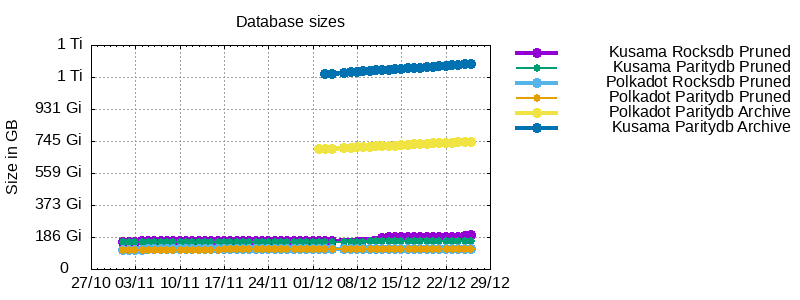 Database sizes
Size in GB
1 Ti
1 Ti
931 Gi
745 Gi
559 Gi
373 Gi
186 Gi
0
27/10 03/11 10/11 17/11 24/11 01/12 08/12 15/12 22/12 29/12
Kusama Rocksdb Pruned
Kusama Paritydb Pruned
Polkadot Rocksdb Pruned
Polkadot Paritydb Pruned
Polkadot Paritydb Archive
Kusama Paritydb Archive